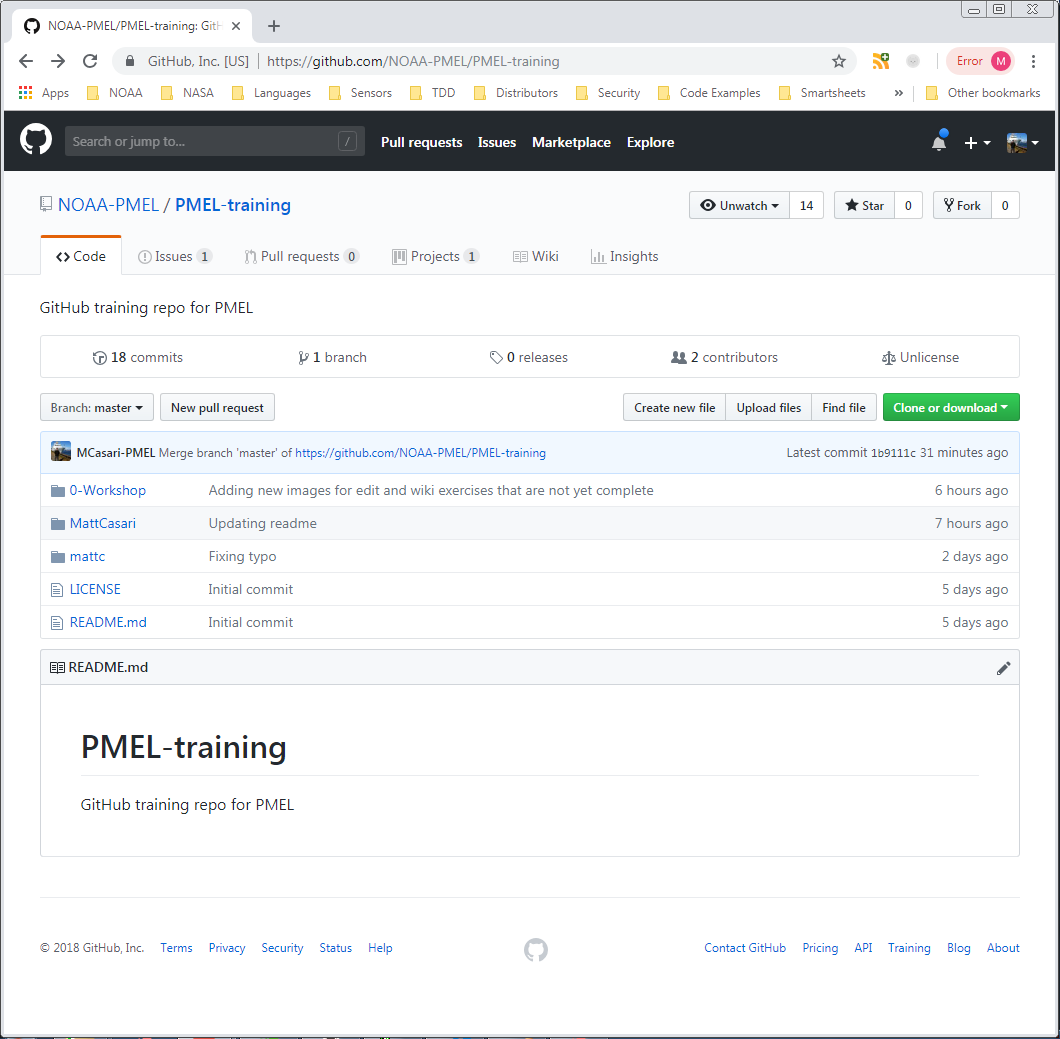 NOAA-PMEL/PMEL-training: GitH
GitHub, Inc. [US] | https://github.com/NOAA-PMEL/PMEL-training Error M
Apps NOAA NASA Languages Sensors TDD Distributors Security Code Examples Smartsheets » Other bookmarks
Search or jump to... / Pull requests Issues Marketplace Explore
NOAA-PMEL / PMEL-training Unwatch 14 Star 0 Fork 0
Code Issues 1 Pull requests 0 Projects 1 Wiki Insights
GitHub training repo for PMEL
18 commits 1 branch 0 releases 2 contributors Unlicense
Branch: master New pull request Create new file Upload files Find file Clone or download
MCasari-PMEL Merge branch 'master' of https://github.com/NOAA-PMEL/PMEL-training Latest commit 1b9111c 31 minutes ago
0-Workshop Adding new images for edit and wiki exercises that are not yet complete 6 hours ago
MattCasari Updating readme 7 hours ago
mattc Fixing typo 2 days ago
LICENSE Initial commit 5 days ago
README.md Initial commit 5 days ago
README.md
PMEL-training
GitHub training repo for PMEL
© 2018 GitHub, Inc. Terms Privacy Security Status Help Contact GitHub Pricing API Training Blog About